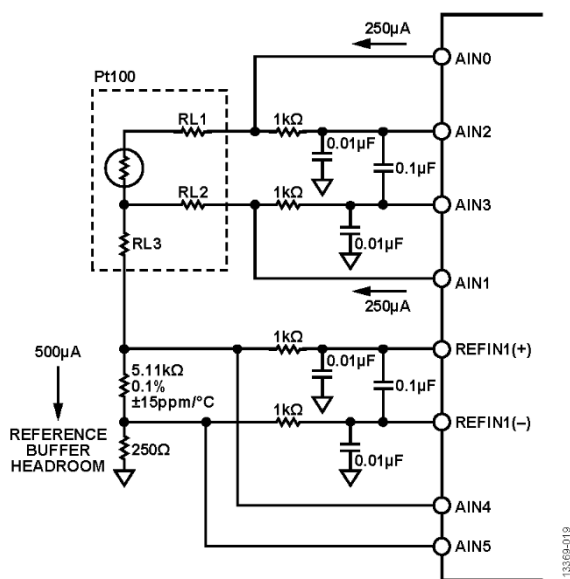 250µA
AIN0
Pt100
RL1
1kΩ
AIN2
0.01µF
0.1µF
RL2
1kΩ
AIN3
0.01µF
RL3
AIN1
250µA
1kΩ
REFIN1(+)
500µA
5.11kΩ
0.1%
±15ppm/°C
0.01µF
0.1µF
1kΩ
REFIN1(–)
REFERENCE
BUFFER
HEADROOM
250Ω
0.01µF
AIN4
AIN5
13369-019